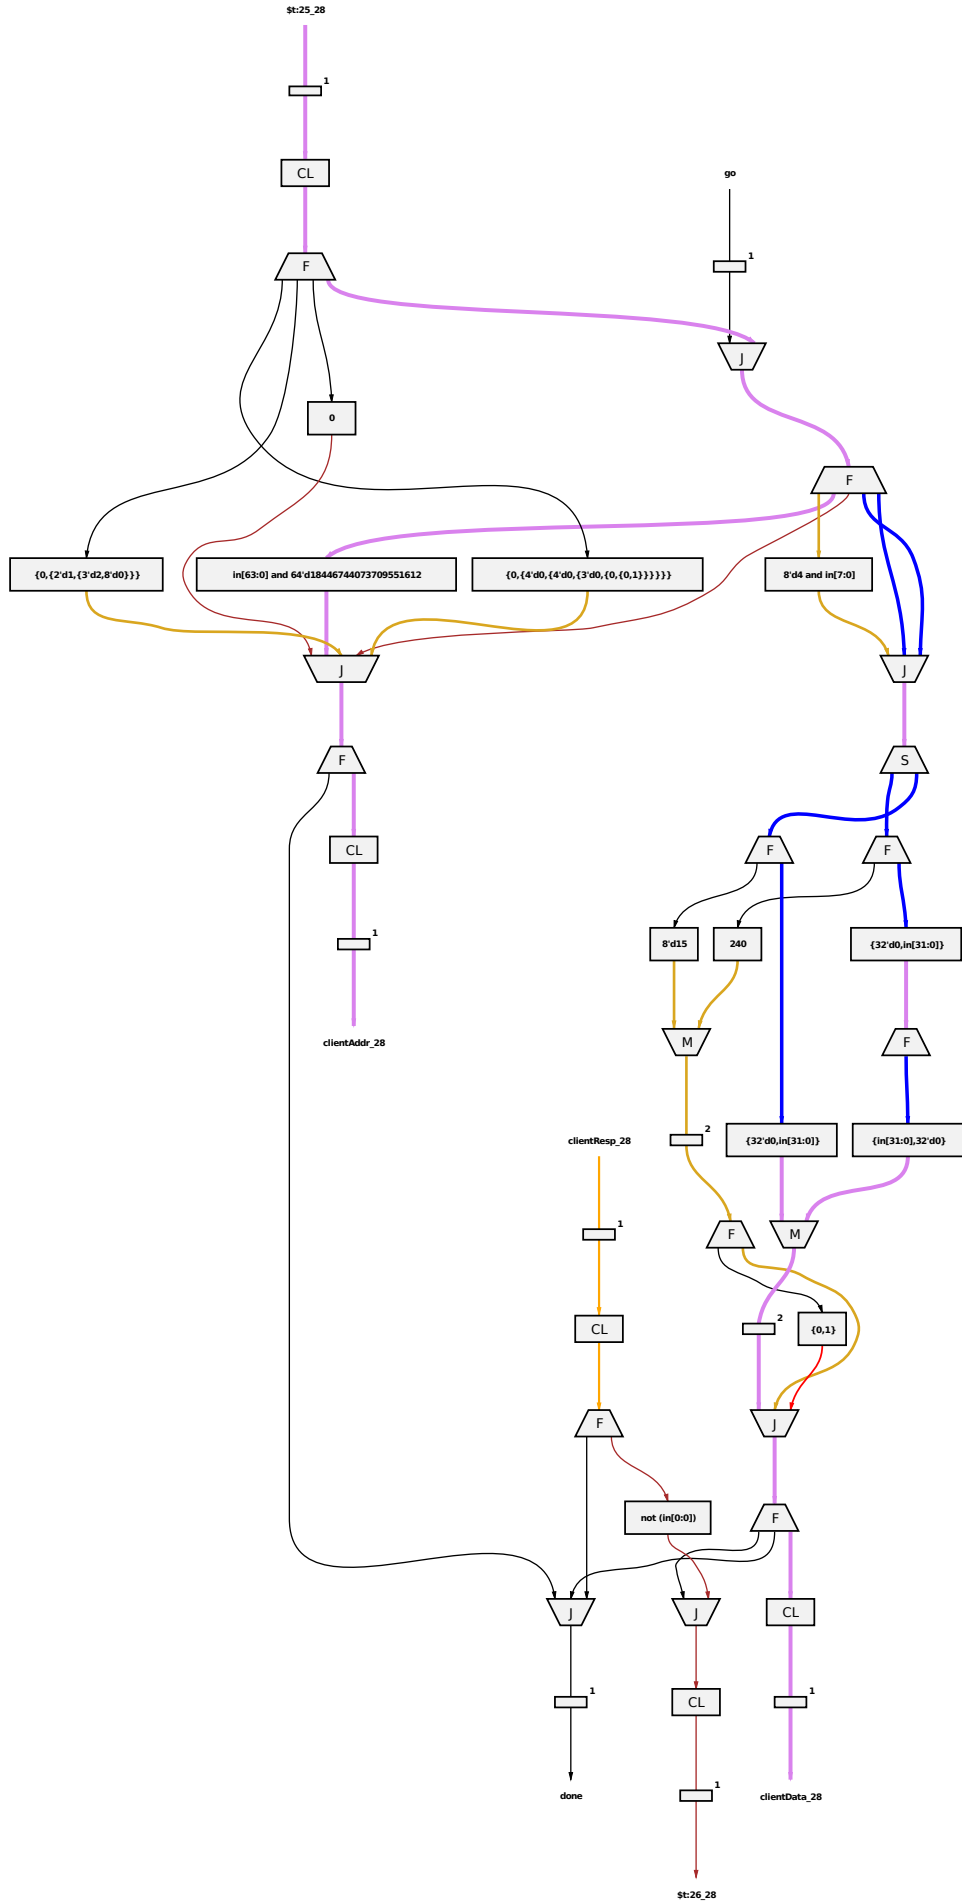 $t:25_28
1
CL
go
F
1
J
0
F
{0,{2'd1,{3'd2,8'd0}}}
in[63:0] and 64'd18446744073709551612
{0,{4'd0,{4'd0,{3'd0,{0,{0,1}}}}}}
8'd4 and in[7:0]
J
J
F
S
CL
F
F
1
8'd15
240
{32'd0,in[31:0]}
clientAddr_28
M
F
clientResp_28
2
{32'd0,in[31:0]}
{in[31:0],32'd0}
1
F
M
CL
2
{0,1}
F
J
not (in[0:0])
F
J
J
CL
1
CL
1
done
1
clientData_28
$t:26_28